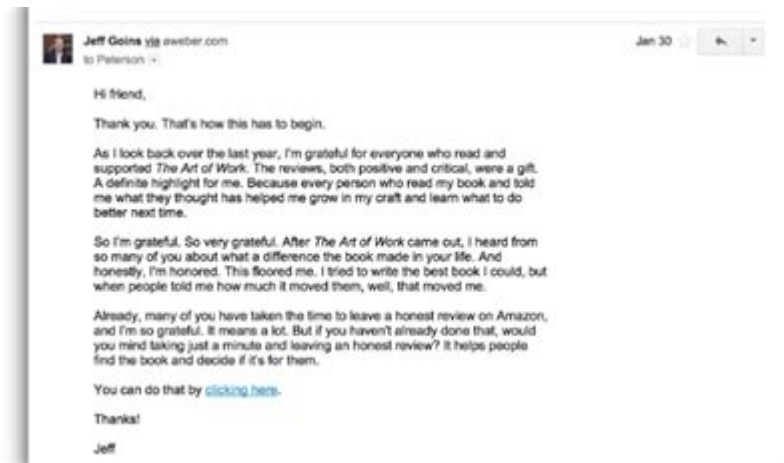 Jeff Goins via aweber.com
Jan 30
to Peterson
Hi friend,
Thank you. That's how this has to begin.
As I look back over the last year, I'm grateful for everyone who read and
supported The Art of Work. The reviews, both positive and critical, were a gift.
A definite highlight for me. Because every person who read my book and told
me what they thought has helped me grow in my craft and learn what to do
better next time.
So I'm grateful. So very grateful. After The Art of Work came out, I heard from
so many of you about what a difference the book made in your life. And
honestly, I'm honored. This floored me. I tried to write the best book I could, but
when people told me how much it moved them, well, that moved me.
Already, many of you have taken the time to leave a honest review on Amazon,
and I'm so grateful. It means a lot. But if you haven't already done that, would
you mind taking just a minute and leaving an honest review? It helps people
find the book and decide if it's for them.
You can do that by clicking here.
Thanks!
Jeff